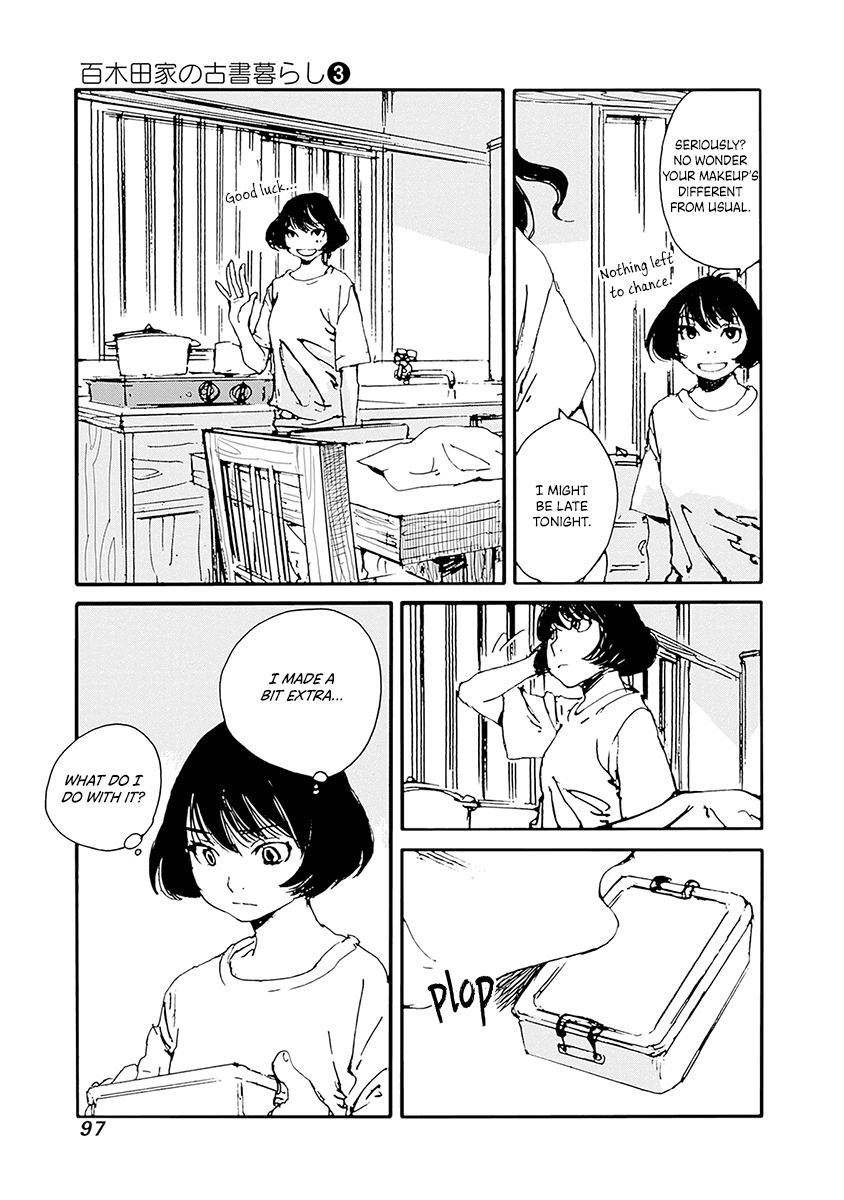 百木田家の古書暮らし❸
SERIOUSLY?
NO WONDER
YOUR MAKEUP'S
DIFFERENT
FROM USUAL.
Nothing left
to chance!
I MIGHT
BE LATE
TONIGHT.
Good luck...
plop
I MADE A
BIT EXTRA...
WHAT DO I
DO WITH IT?
97